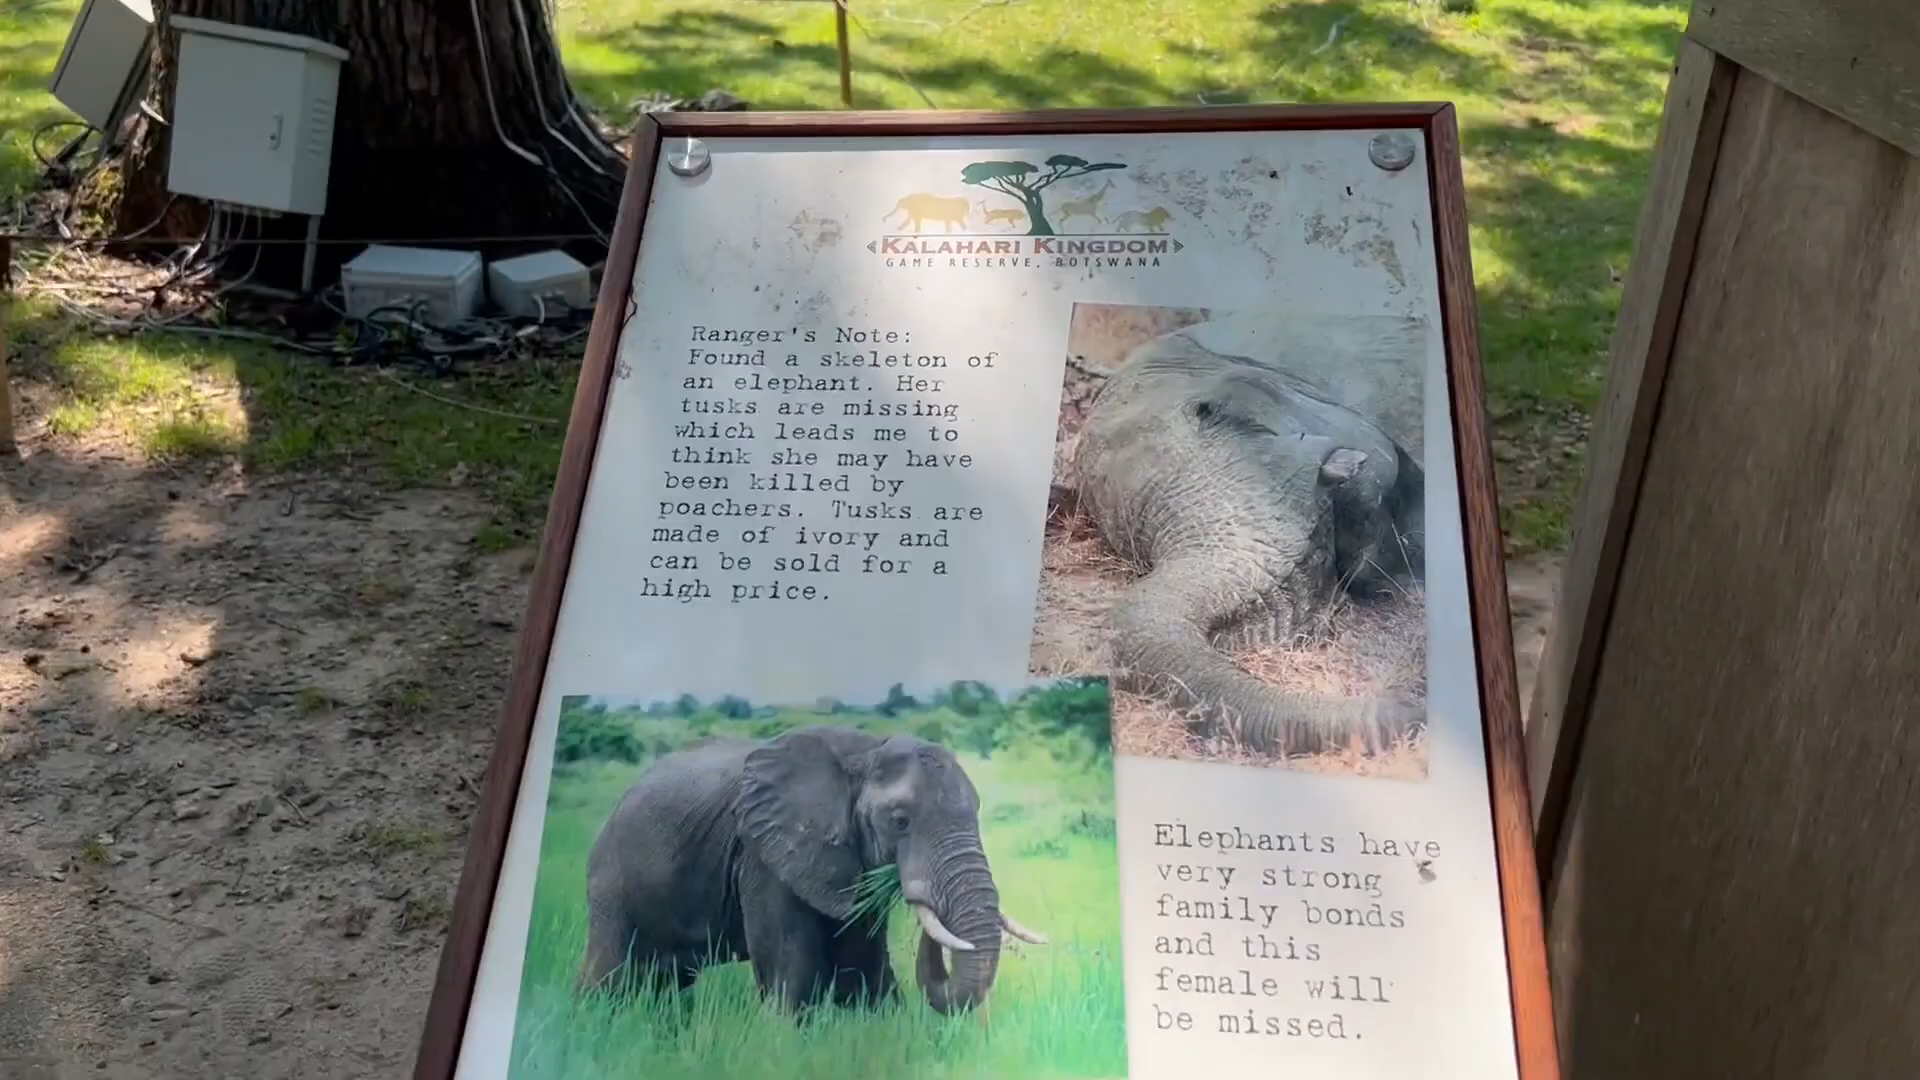 KALAHARI KINGDOM
GAME RESERVE, BOTSWANA
Ranger's Note:
Found a skeleton of
an elephant. Her
tusks are missing
which leads me to
think she may have
been killed by
poachers. Tusks are
made of ivory and
can be sold for a
high price.
Elephants have
very strong
family bonds
and this
female will
be missed.